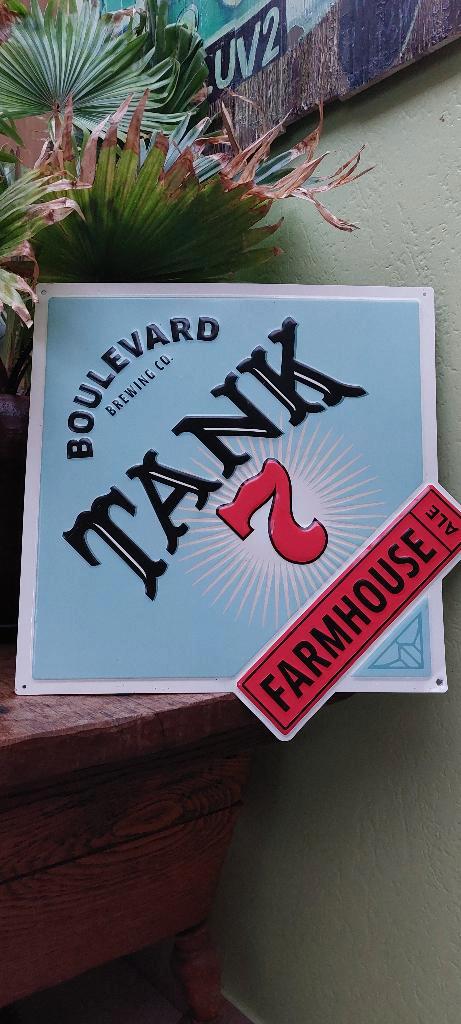 UV2
BOULEVARD
BREWING CO.
TANK
7
FARMHOUSE
ALE